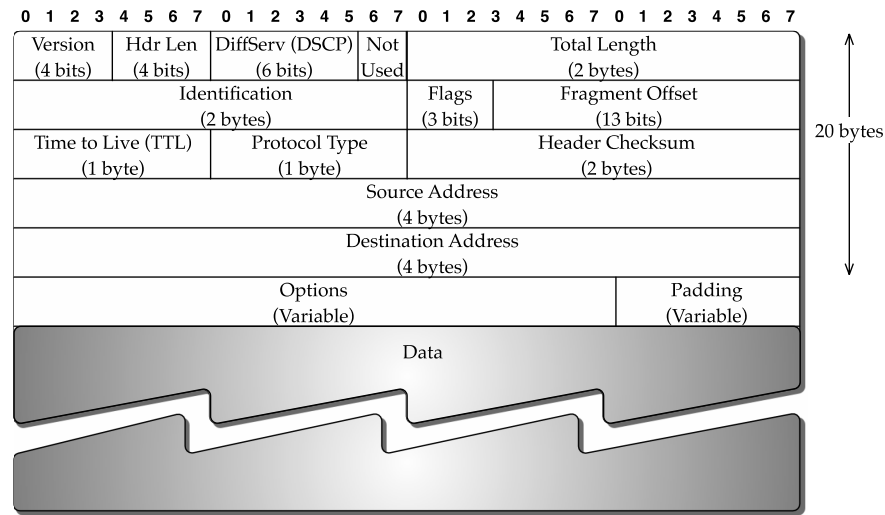 0 1 2 3 4 5 6 7 0 1 2 3 4 5 6 7 0 1 2 3 4 5 6 7 0 1 2 3 4 5 6 7
Version
(4 bits)
Hdr Len
(4 bits)
DiffServ (DSCP)
(6 bits)
Not
Used
Total Length
(2 bytes)
Identification
(2 bytes)
Flags
(3 bits)
Fragment Offset
(13 bits)
20 bytes
Time to Live (TTL)
(1 byte)
Protocol Type
(1 byte)
Header Checksum
(2 bytes)
Source Address
(4 bytes)
Destination Address
(4 bytes)
Options
(Variable)
Padding
(Variable)
Data